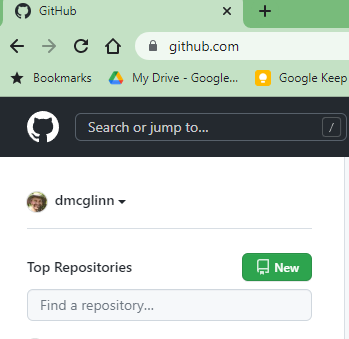 GitHub
github.com
Bookmarks My Drive - Google... Google Keep
Search or jump to... /
dmcglinn
Top Repositories New
Find a repository...